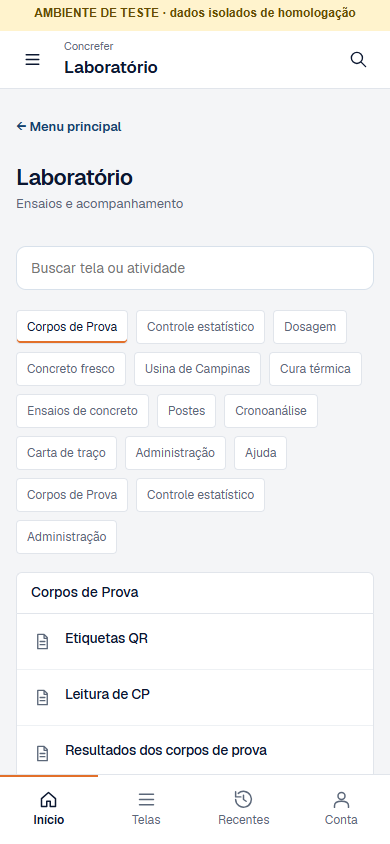 AMBIENTE DE TESTE · dados isolados de homologação
Concrefer
Laboratório
← Menu principal
Laboratório
Ensaios e acompanhamento
Buscar tela ou atividade
Corpos de Prova
Controle estatístico
Dosagem
Concreto fresco
Usina de Campinas
Cura térmica
Ensaios de concreto
Postes
Cronoanálise
Carta de traço
Administração
Ajuda
Corpos de Prova
Controle estatístico
Administração
Corpos de Prova
Etiquetas QR
Leitura de CP
Resultados dos corpos de prova
Início
Telas
Recentes
Conta